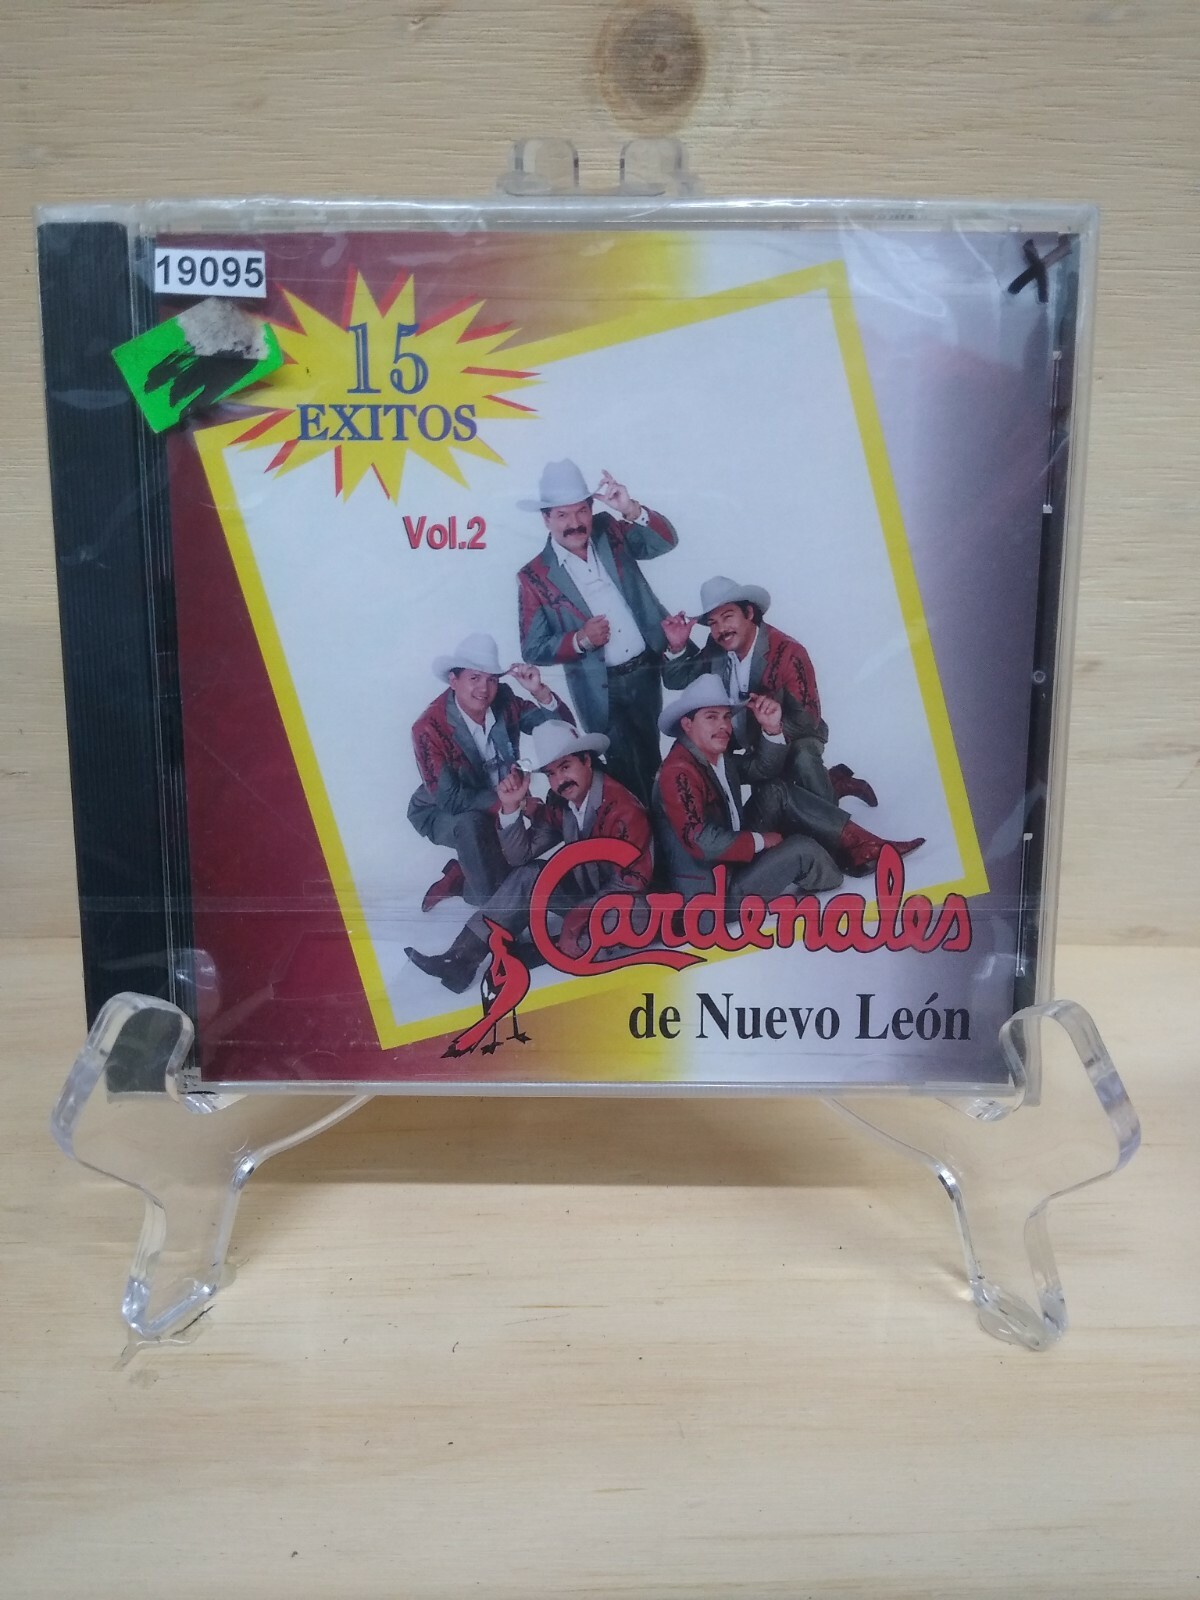 19095
15
EXITOS
Vol.2
Cardenales
de Nuevo León